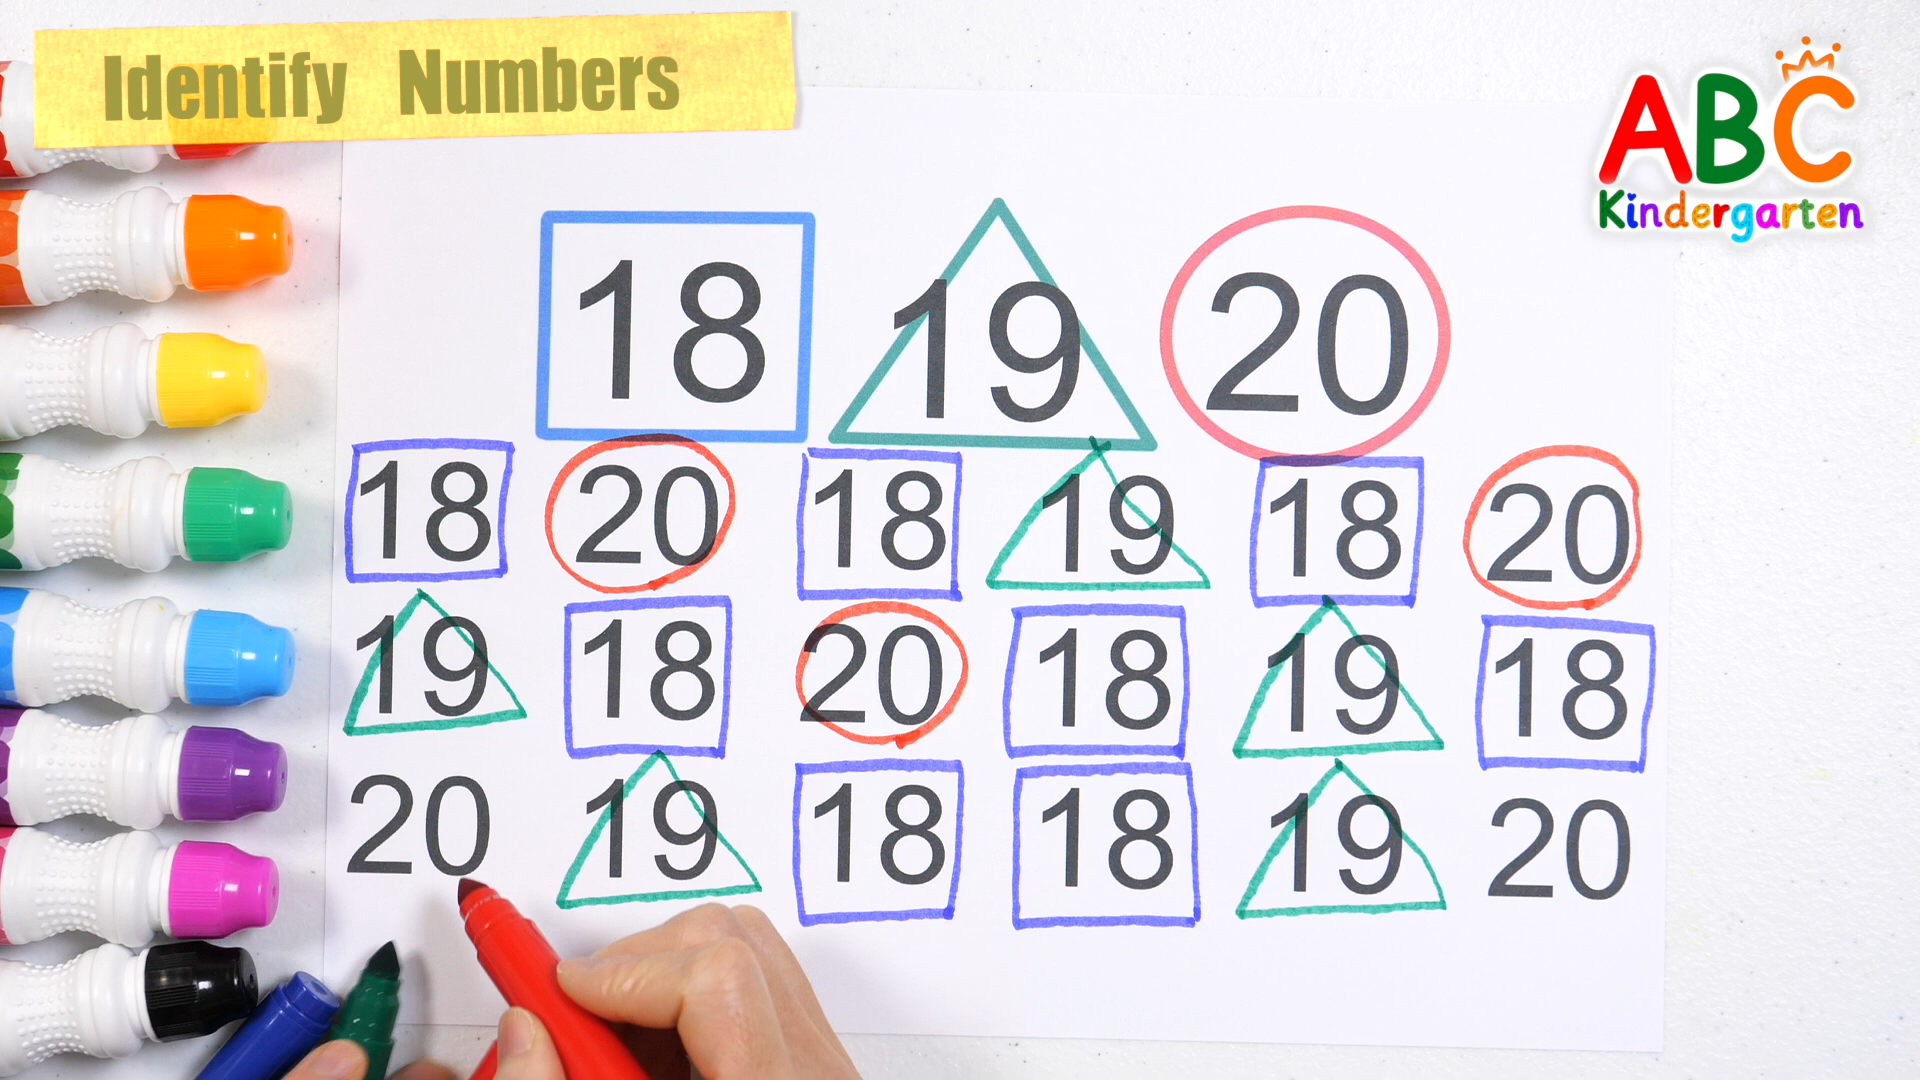 Identify Numbers
ABC
Kindergarten
18 19 20
18 20 18 19 18 20
19 18 20 18 19 18
20 19 18 18 19 20